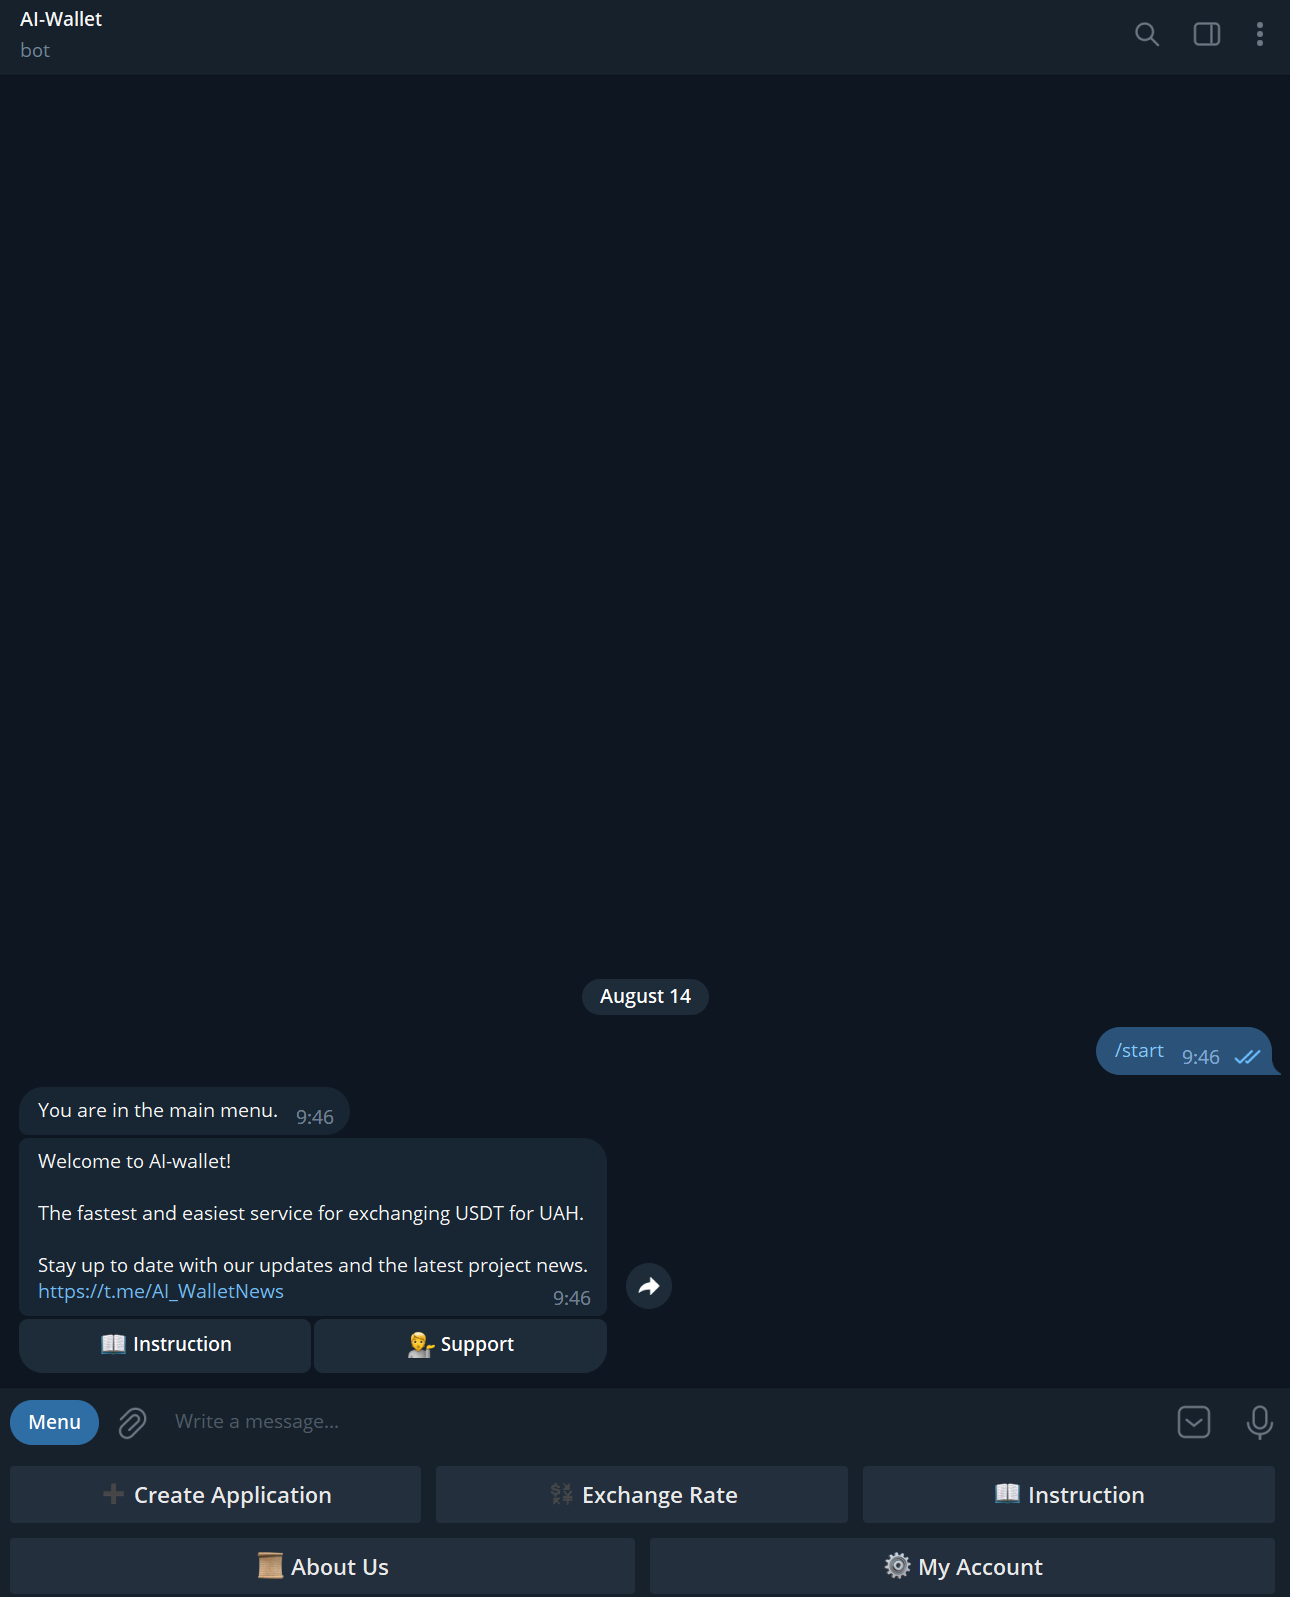 AI-Wallet
bot
August 14
/start 9:46
You are in the main menu. 9:46
Welcome to AI-wallet!
The fastest and easiest service for exchanging USDT for UAH.
Stay up to date with our updates and the latest project news.
https://t.me/AI_WalletNews
9:46
Instruction
Support
Menu
Write a message...
Create Application
Exchange Rate
Instruction
About Us
My Account